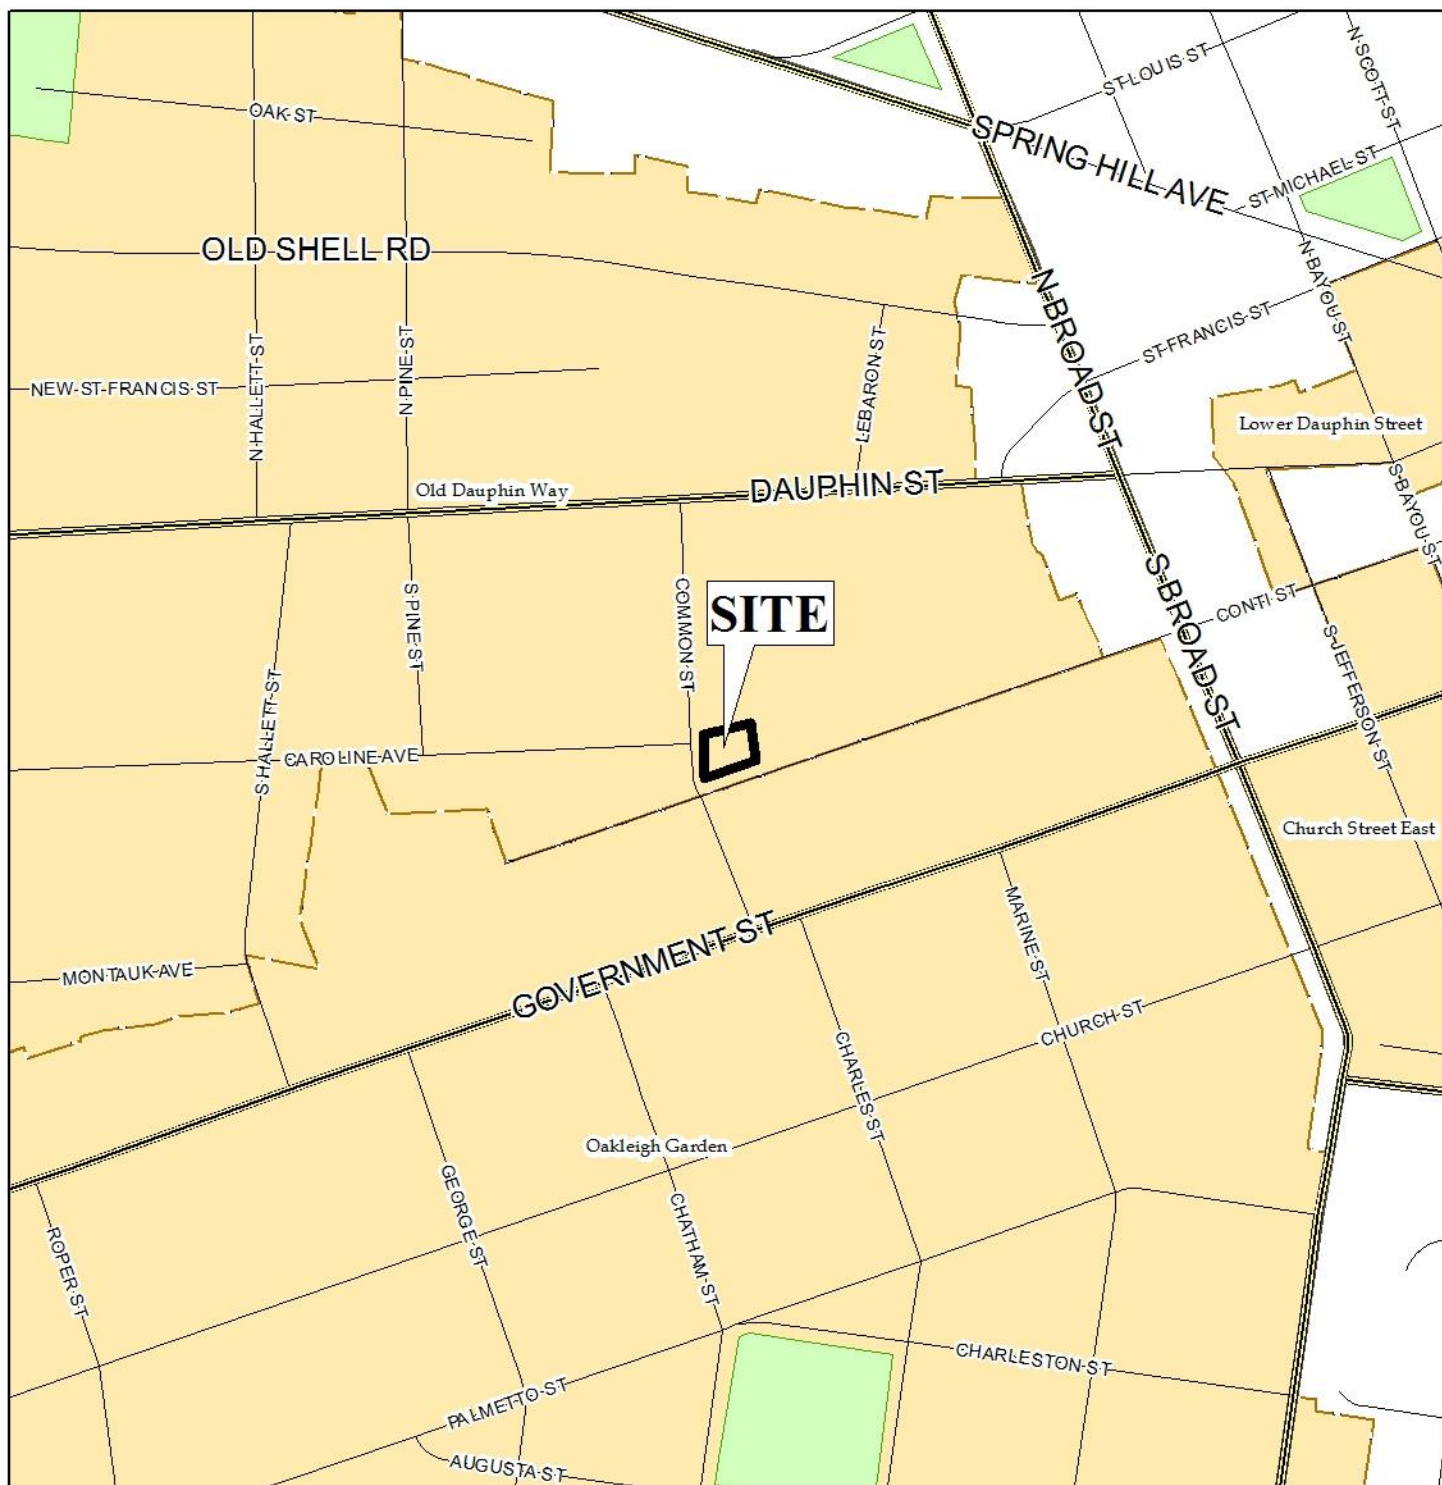 N SCOTT ST
ST LOUIS ST
OAK ST
SPRING HILL AVE
ST MICHAEL ST
OLD SHELL RD
N BAYOU ST
N BROAD ST
ST FRANCIS ST
N HALLETT ST
N PINE ST
LEBARON ST
NEW ST FRANCIS ST
Lower Dauphin Street
Old Dauphin Way
DAUPHIN ST
S BAYOU ST
S PINE ST
COMMON ST
SITE
S BROAD ST
CONTI ST
S JEFFERSON ST
S HALLETT ST
CAROLINE AVE
Church Street East
GOVERNMENT ST
MARINE ST
MONTAUK AVE
CHURCH ST
CHARLES ST
Oakleigh Garden
GEORGE ST
CHATHAM ST
ROPER ST
CHARLESTON ST
PALMETTO ST
AUGUSTA ST